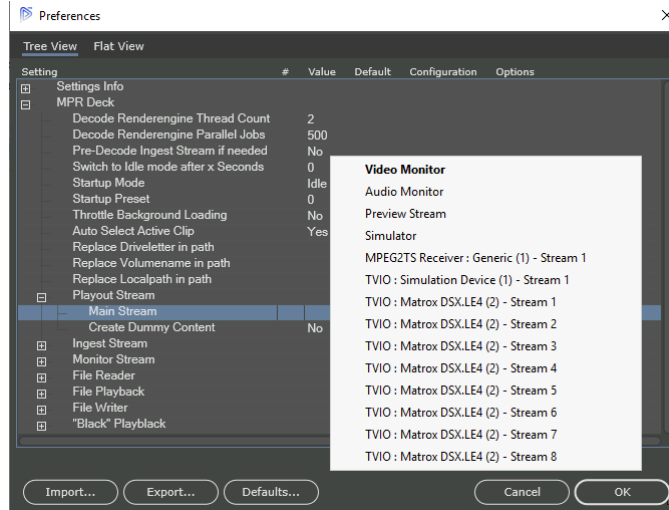 Preferences
Tree View Flat View
Setting # Value Default Configuration Options
Settings Info
MPR Deck
Decode Renderengine Thread Count 2
Decode Renderengine Parallel Jobs 500
Pre-Decode Ingest Stream if needed No
Switch to Idle mode after x Seconds 0
Startup Mode Idle
Startup Preset 0
Throttle Background Loading No
Auto Select Active Clip Yes
Replace Driveletter in path
Replace Volumename in path
Replace Localpath in path
Playout Stream
Main Stream
Create Dummy Content No
Ingest Stream
Monitor Stream
File Reader
File Playback
File Writer
"Black" Playblack
Video Monitor
Audio Monitor
Preview Stream
Simulator
MPEG2TS Receiver : Generic (1) - Stream 1
TVIO : Simulation Device (1) - Stream 1
TVIO : Matrox DSX.LE4 (2) - Stream 1
TVIO : Matrox DSX.LE4 (2) - Stream 2
TVIO : Matrox DSX.LE4 (2) - Stream 3
TVIO : Matrox DSX.LE4 (2) - Stream 4
TVIO : Matrox DSX.LE4 (2) - Stream 5
TVIO : Matrox DSX.LE4 (2) - Stream 6
TVIO : Matrox DSX.LE4 (2) - Stream 7
TVIO : Matrox DSX.LE4 (2) - Stream 8
Import... Export... Defaults... Cancel OK